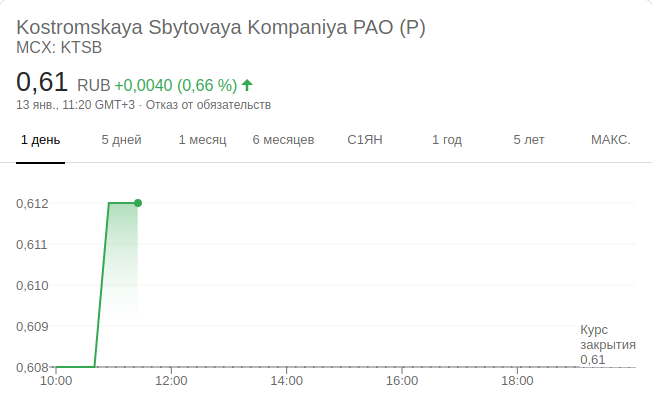 Kostromskaya Sbytovaya Kompaniya PAO (P)
MCX: KTSB
0,61 RUB +0,0040 (0,66 %)
13 янв., 11:20 GMT+3 · Отказ от обязательств
1 день 5 дней 1 месяц 6 месяцев С1ЯН 1 год 5 лет МАКС.
0,612
0,611
0,610
0,609
Курс
закрытия
0,61
0,608
10:00 12:00 14:00 16:00 18:00